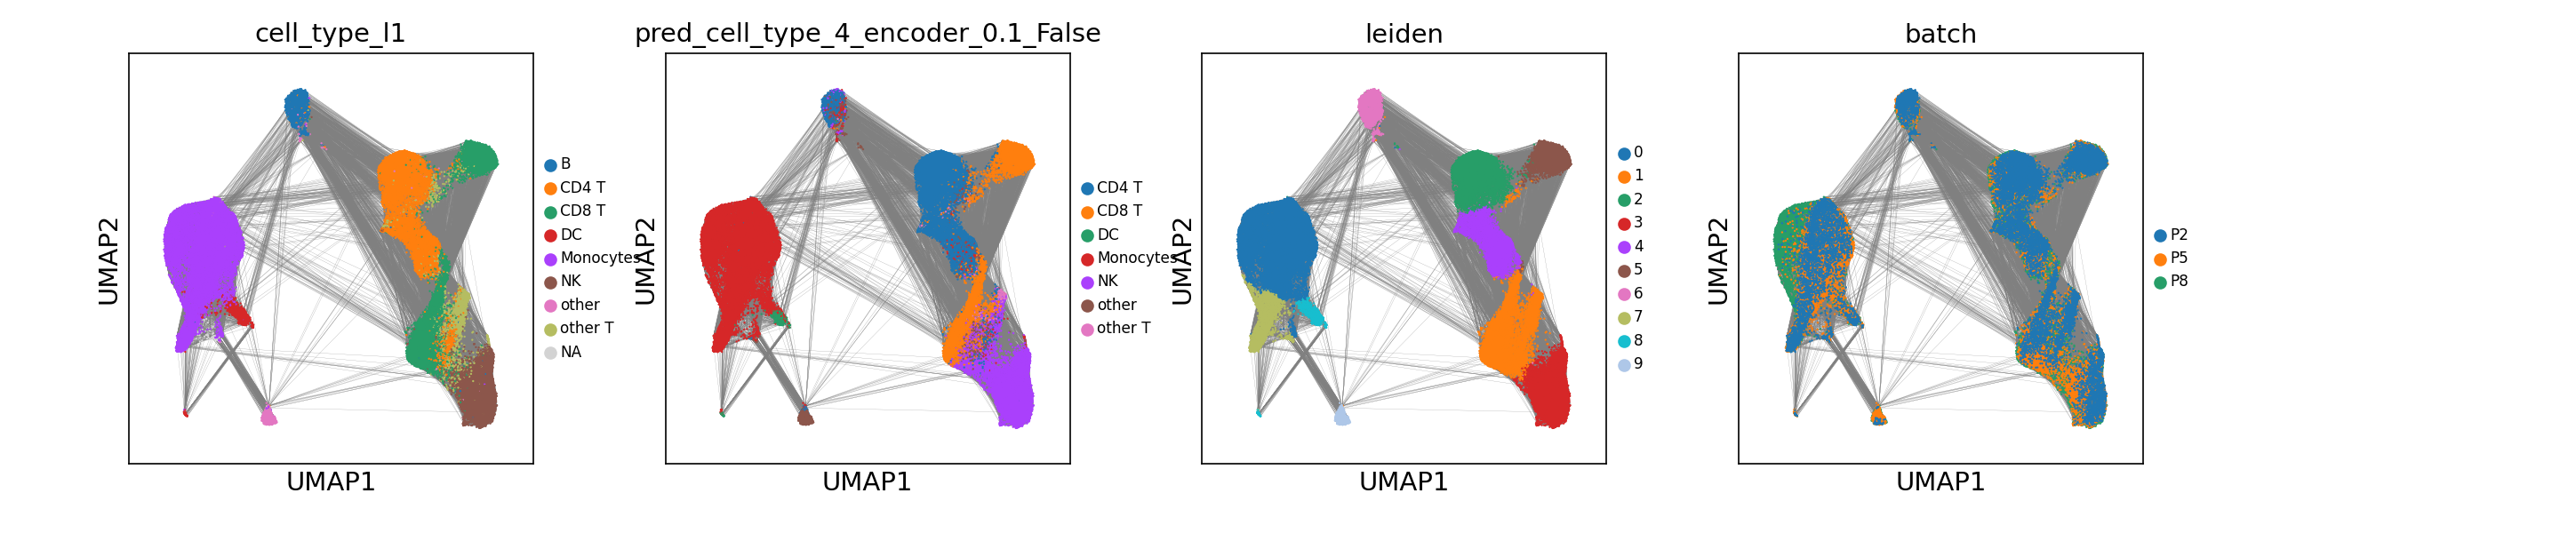 cell_type_l1
UMAP2
UMAP1
B
CD4 T
CD8 T
DC
Monocytes
NK
other
other T
NA
pred_cell_type_4_encoder_0.1_False
UMAP2
UMAP1
CD4 T
CD8 T
DC
Monocytes
NK
other
other T
leiden
UMAP2
UMAP1
0
1
2
3
4
5
6
7
8
9
batch
UMAP2
UMAP1
P2
P5
P8